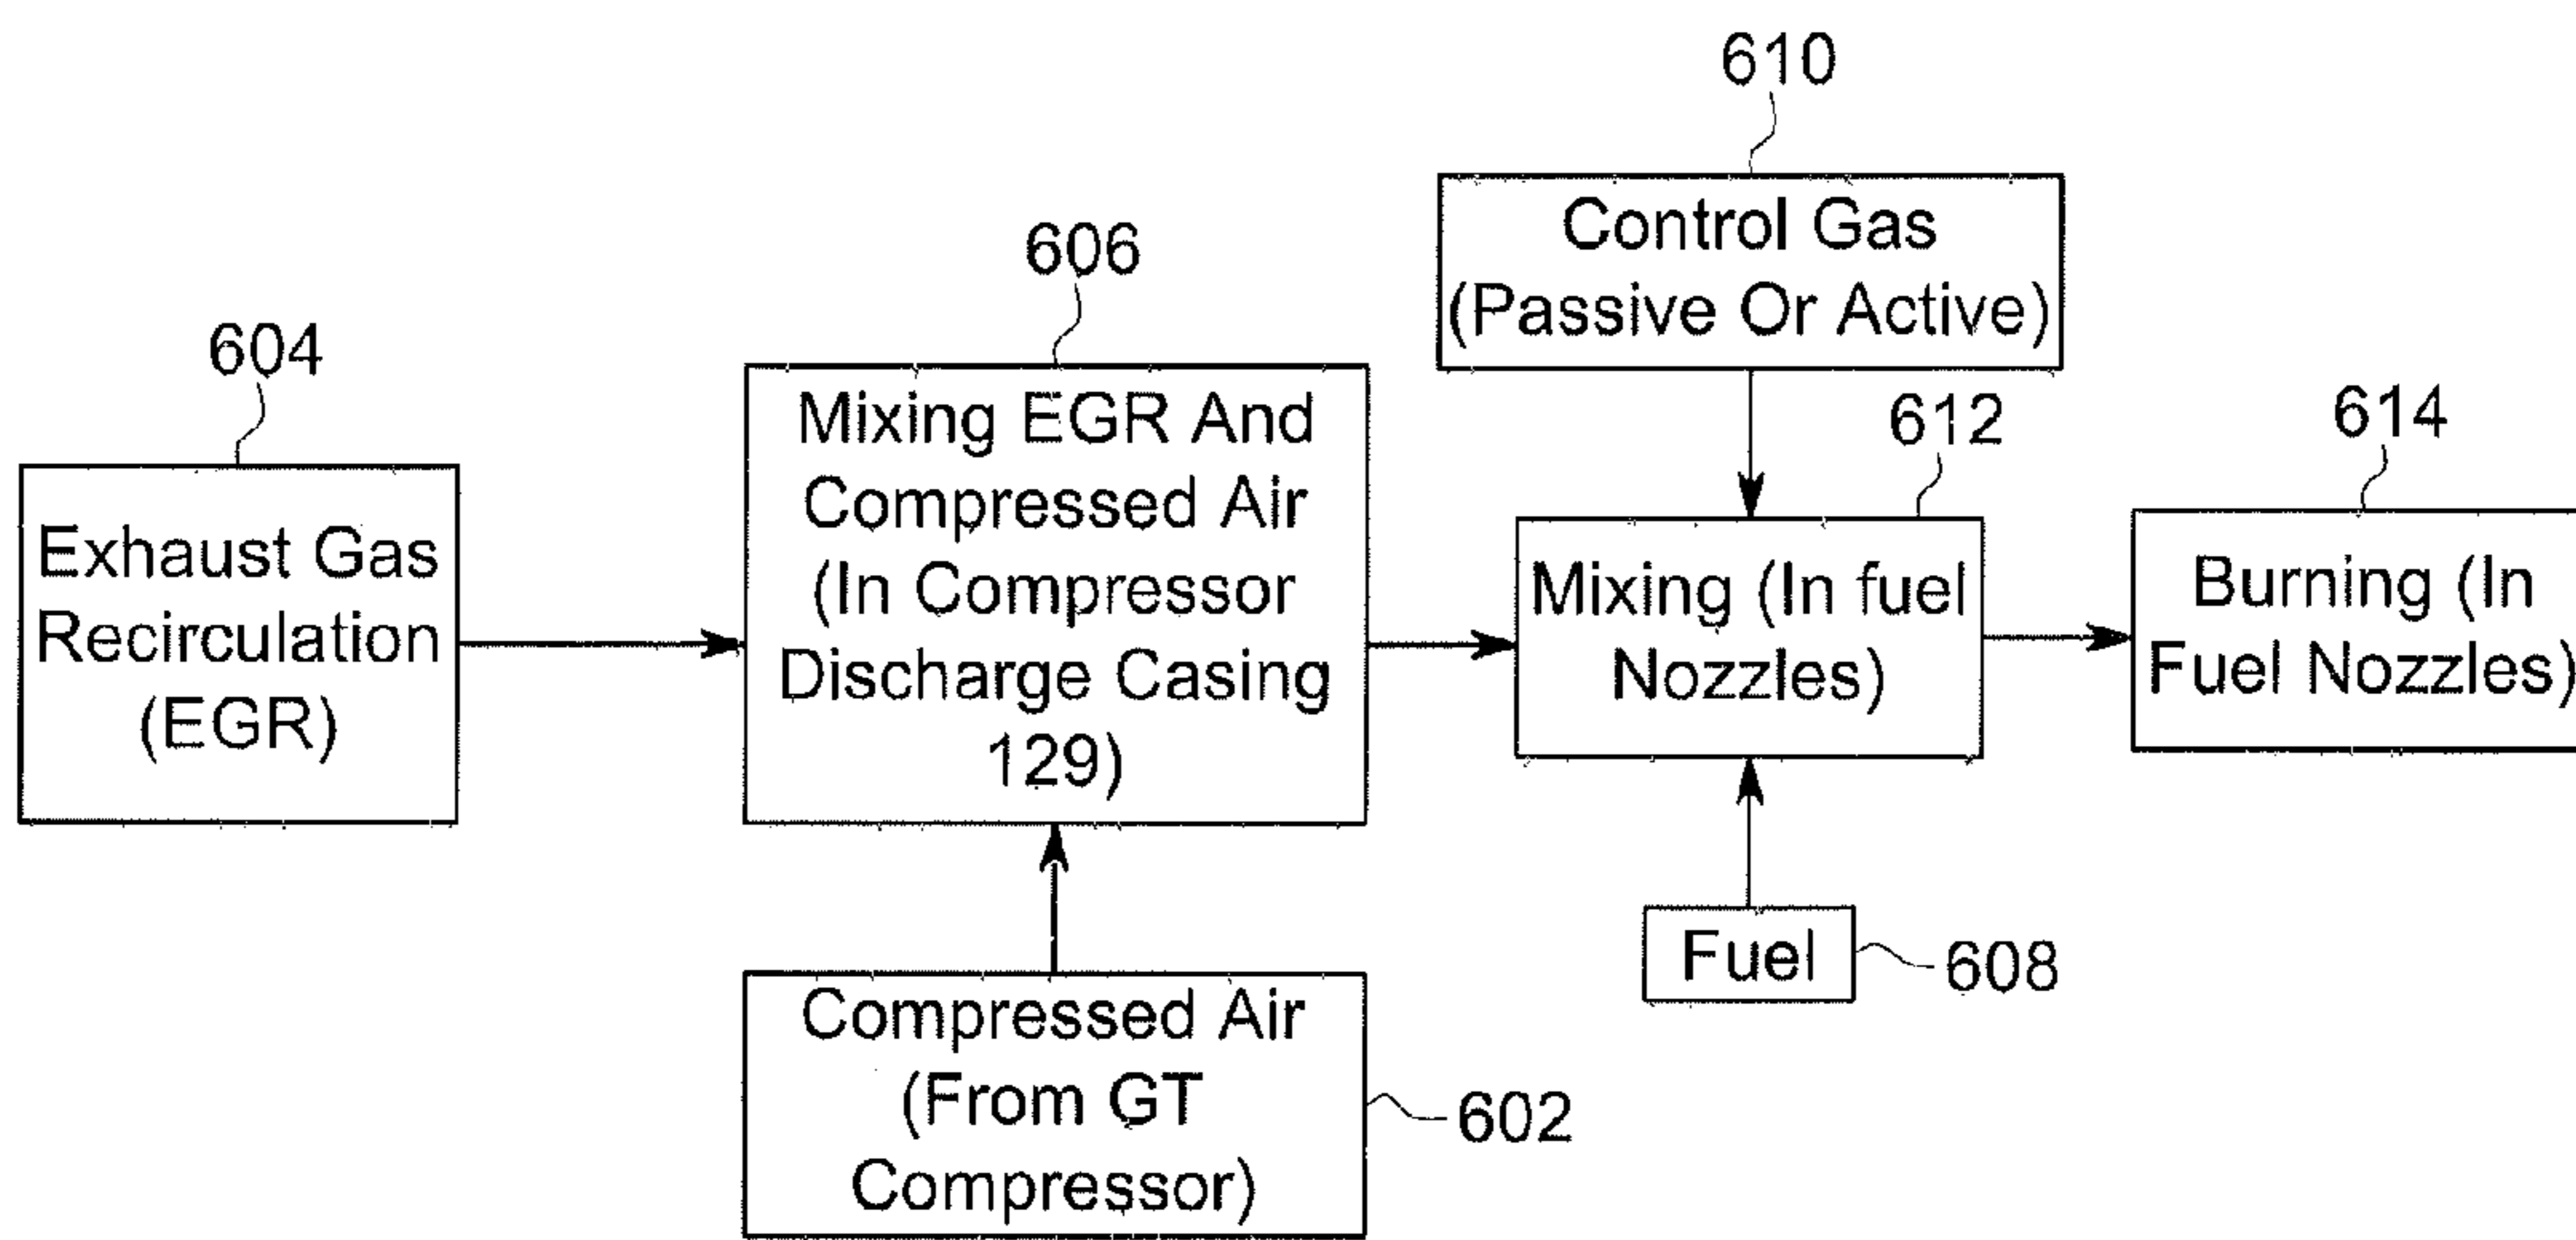 604
Exhaust Gas
Recirculation
(EGR)
606
Mixing EGR And
Compressed Air
(In Compressor
Discharge Casing
129)
Compressed Air
(From GT
Compressor)
602
610
Control Gas
(Passive Or Active)
612
Mixing (In fuel
Nozzles)
Fuel
608
614
Burning (In
Fuel Nozzles)